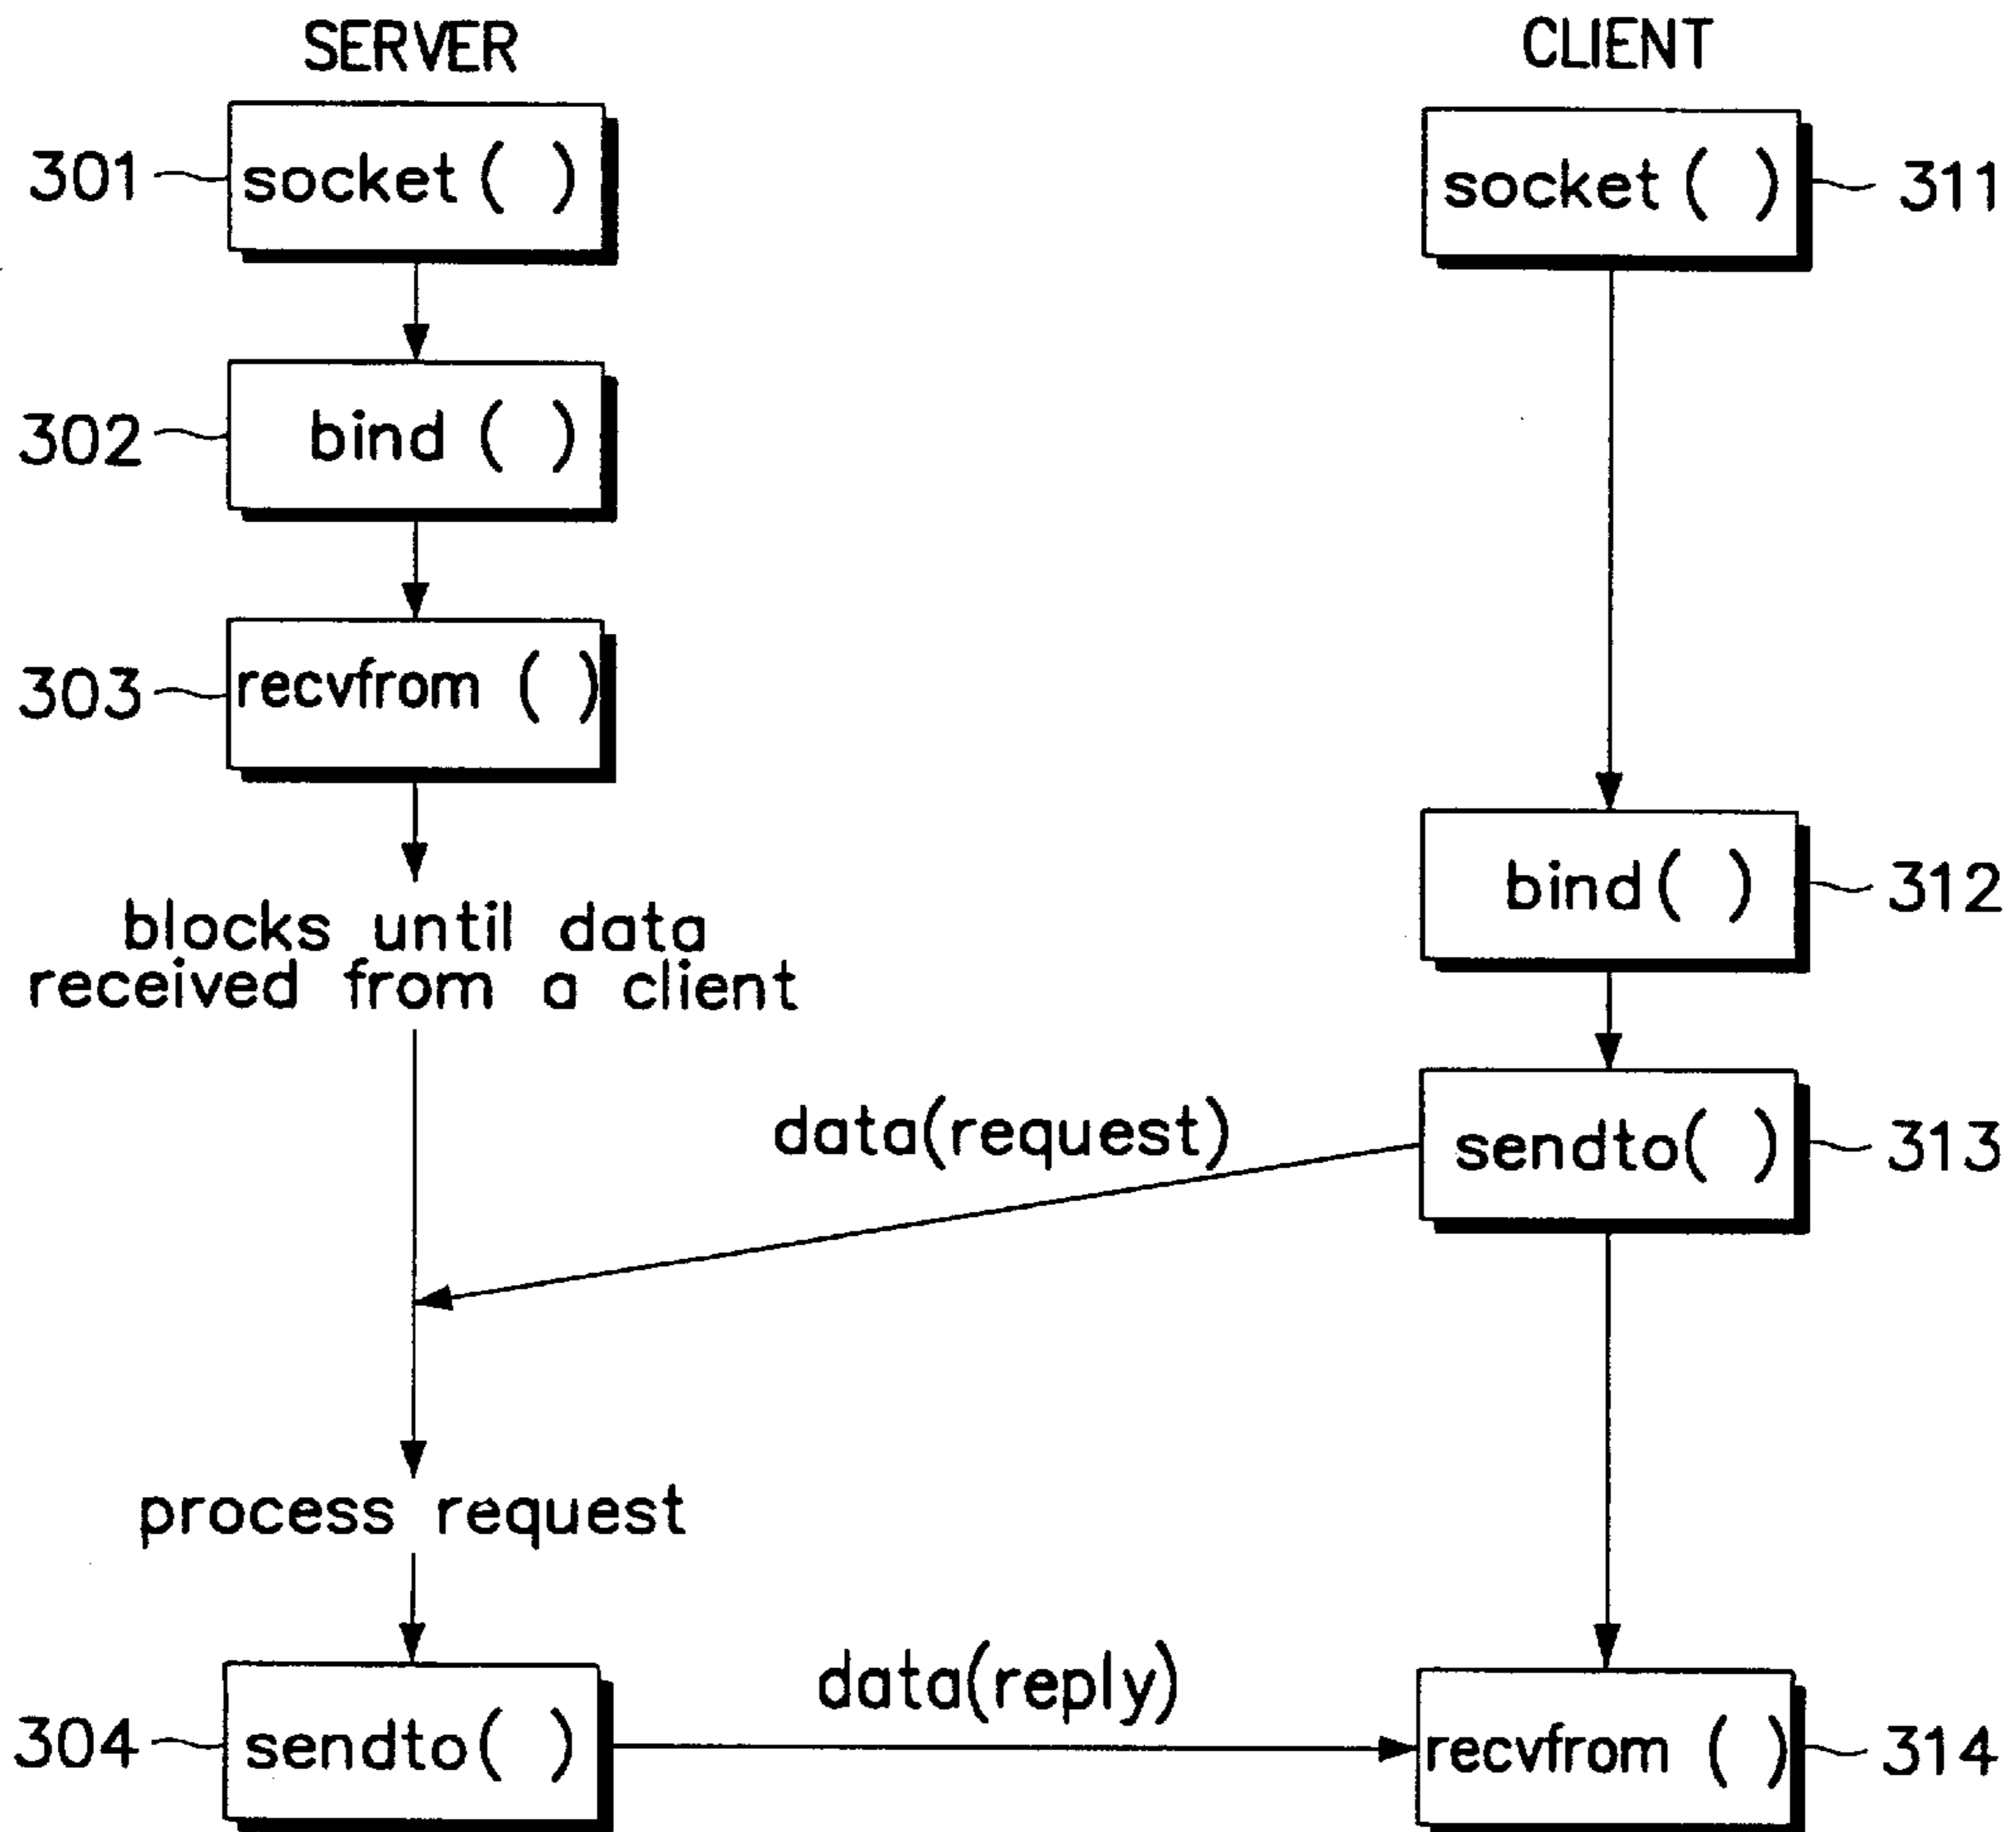 SERVER
CLIENT
301
socket ( )
socket ( )
311
302
bind ( )
303
recvfrom ( )
bind ( )
312
blocks until data
received from a client
data(request)
sendto( )
313
process request
304
sendto( )
data(reply)
recvfrom ( )
314